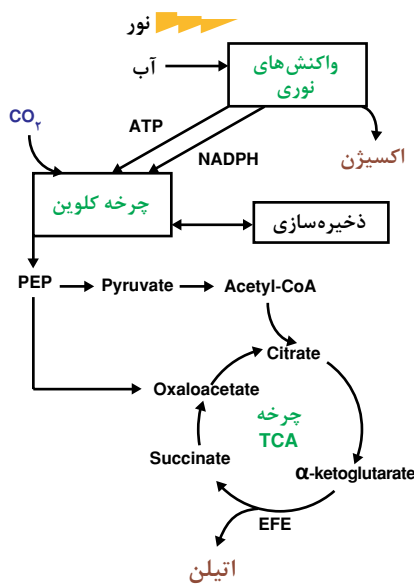 نور
آب
واکنش‌های
نوری
اکسیژن
ATP
NADPH
CO۲
چرخه کلوین
ذخیره‌سازی
PEP
Pyruvate
Acetyl-CoA
Citrate
Oxaloacetate
چرخه
TCA
Succinate
α-ketoglutarate
EFE
اتیلن